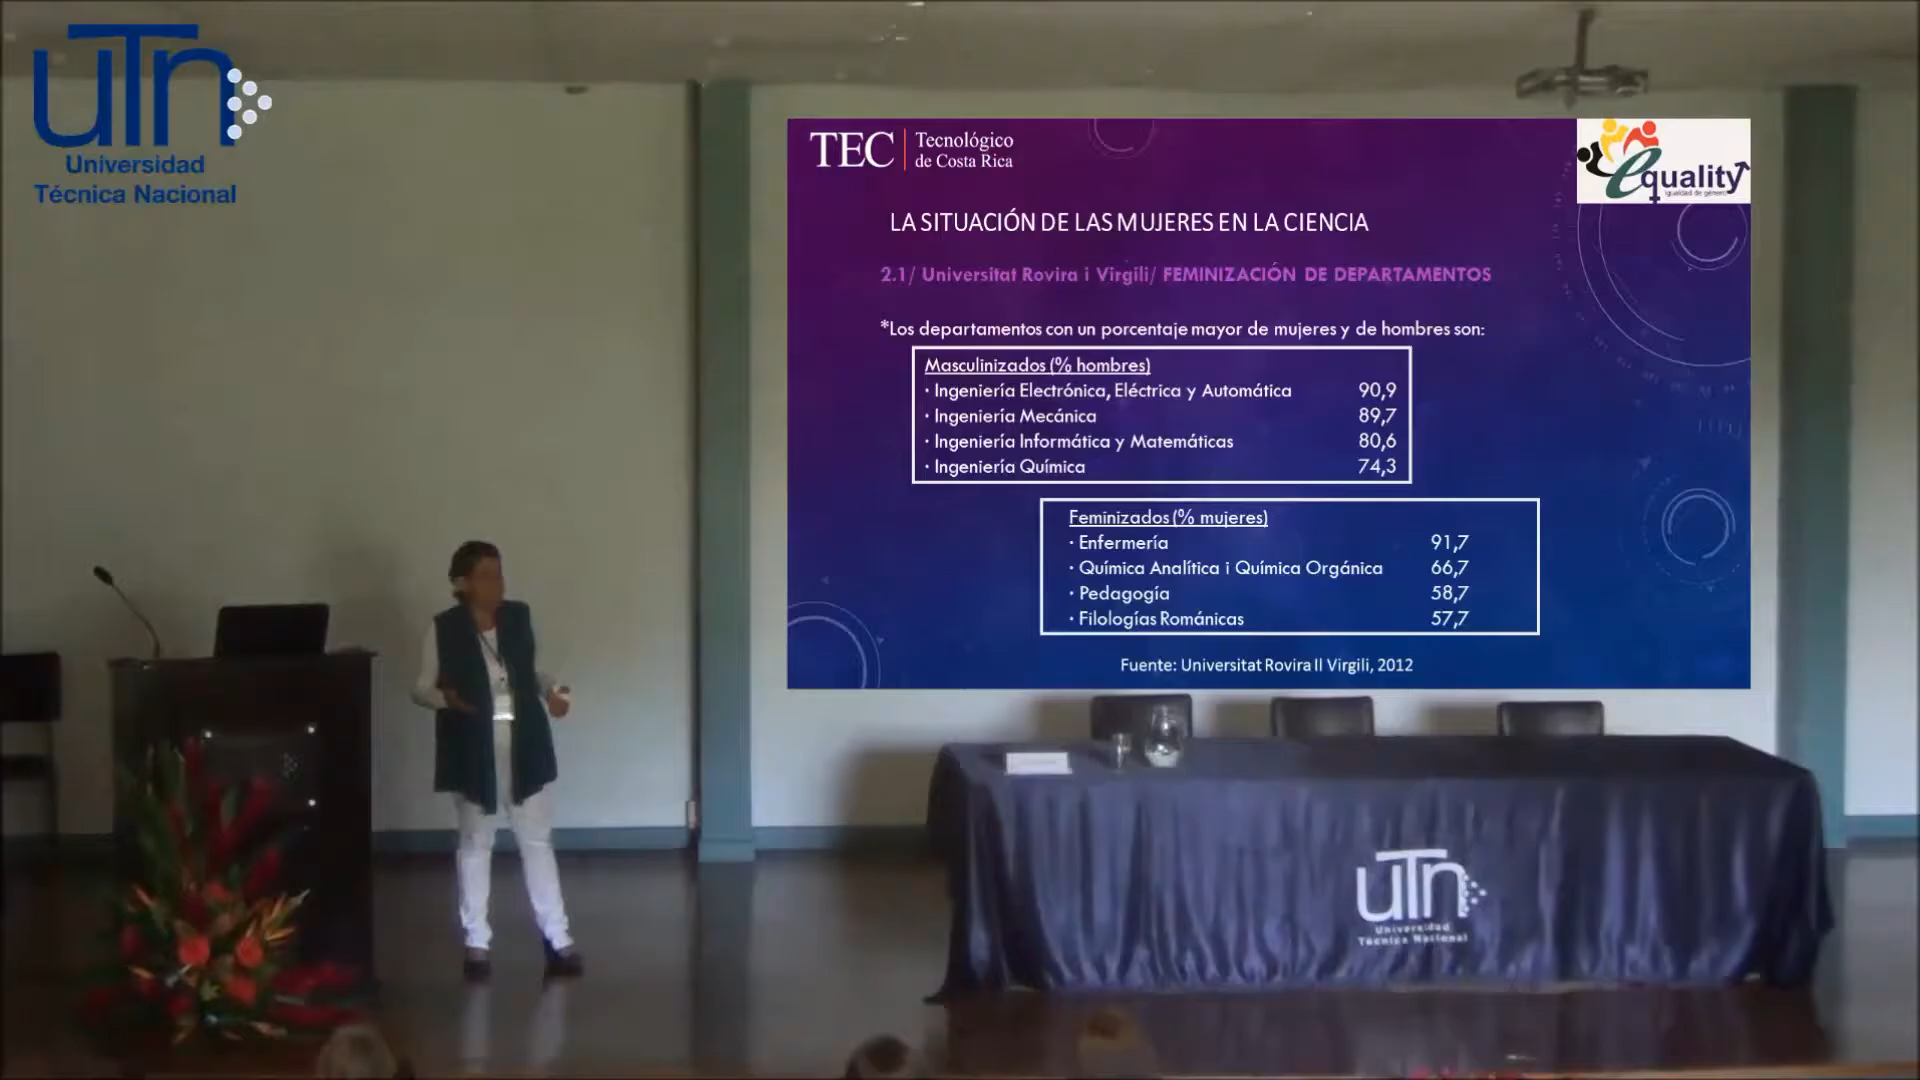 uTn
Universidad
Técnica Nacional
TEC
Tecnológico
de Costa Rica
equality
igualdad de género
LA SITUACIÓN DE LAS MUJERES EN LA CIENCIA
2.1/ Universitat Rovira i Virgili/ FEMINIZACIÓN DE DEPARTAMENTOS
*Los departamentos con un porcentaje mayor de mujeres y de hombres son:
Masculinizados (% hombres)
· Ingeniería Electrónica, Eléctrica y Automática 90,9
· Ingeniería Mecánica 89,7
· Ingeniería Informática y Matemáticas 80,6
· Ingeniería Química 74,3
Feminizados (% mujeres)
· Enfermería 91,7
· Química Analítica i Química Orgánica 66,7
· Pedagogía 58,7
· Filologías Románicas 57,7
Fuente: Universitat Rovira II Virgili, 2012
uTn
Universidad
Técnica Nacional